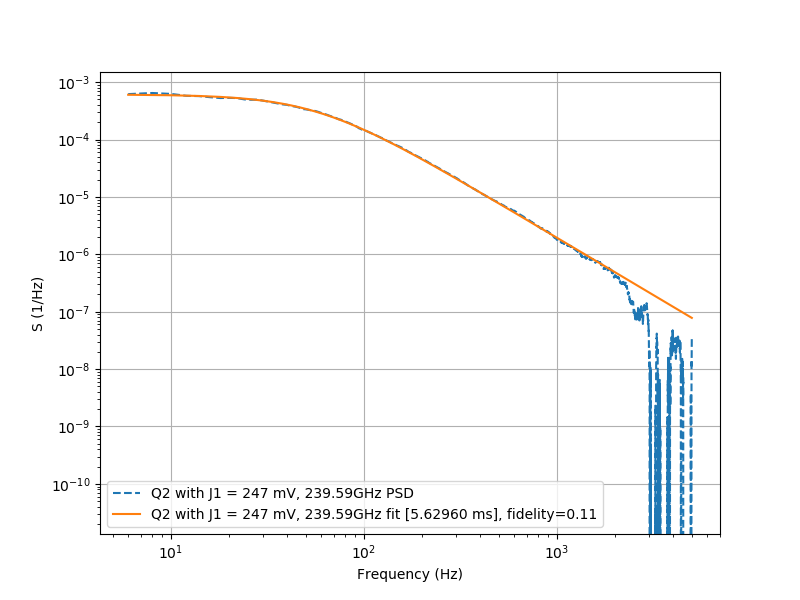 S (1/Hz)
10⁻³
10⁻⁴
10⁻⁵
10⁻⁶
10⁻⁷
10⁻⁸
10⁻⁹
10⁻¹⁰
Q2 with J1 = 247 mV, 239.59GHz PSD
Q2 with J1 = 247 mV, 239.59GHz fit [5.62960 ms], fidelity=0.11
10¹ 10² 10³
Frequency (Hz)